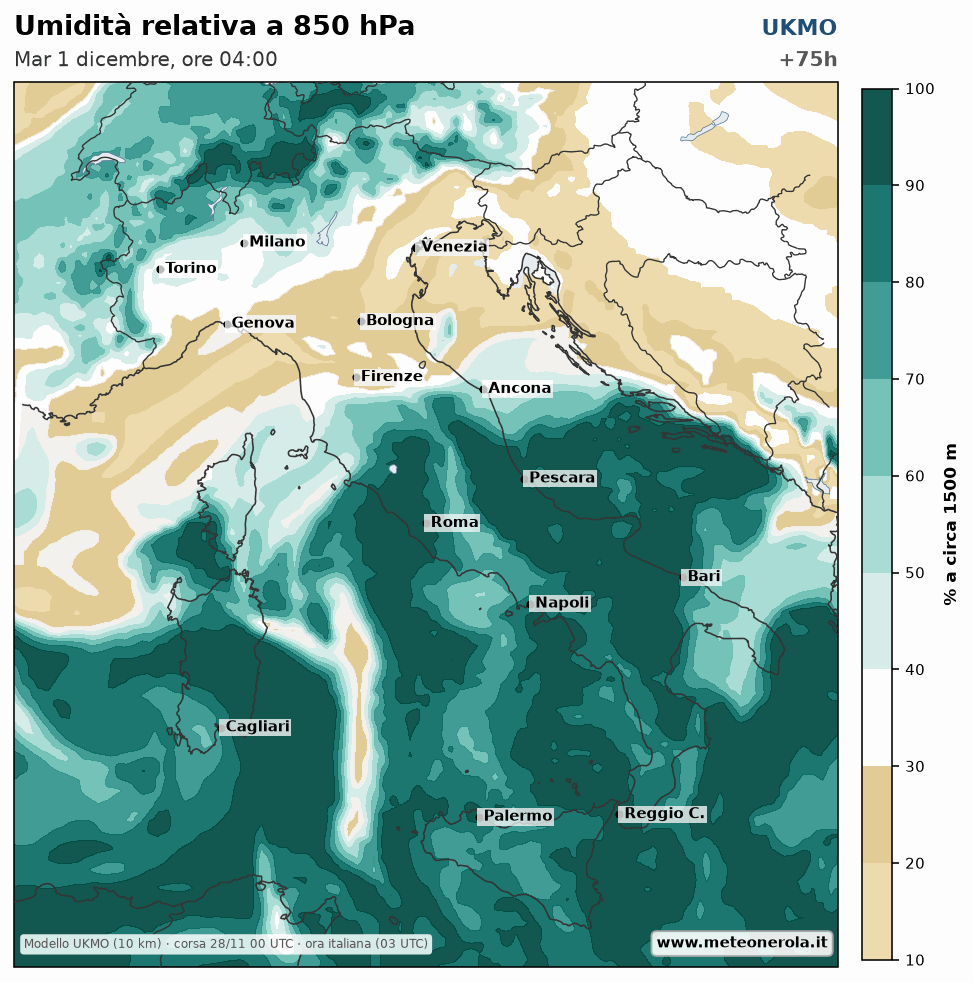 Umidità relativa a 850 hPa
UKMO
Mar 1 dicembre, ore 04:00
+75h
Milano
Venezia
Torino
Genova
Bologna
Firenze
Ancona
Pescara
Roma
Bari
Napoli
Cagliari
Palermo
Reggio C.
100
90
80
70
60
50
40
30
20
10
% a circa 1500 m
Modello UKMO (10 km) · corsa 28/11 00 UTC · ora italiana (03 UTC)
www.meteonerola.it